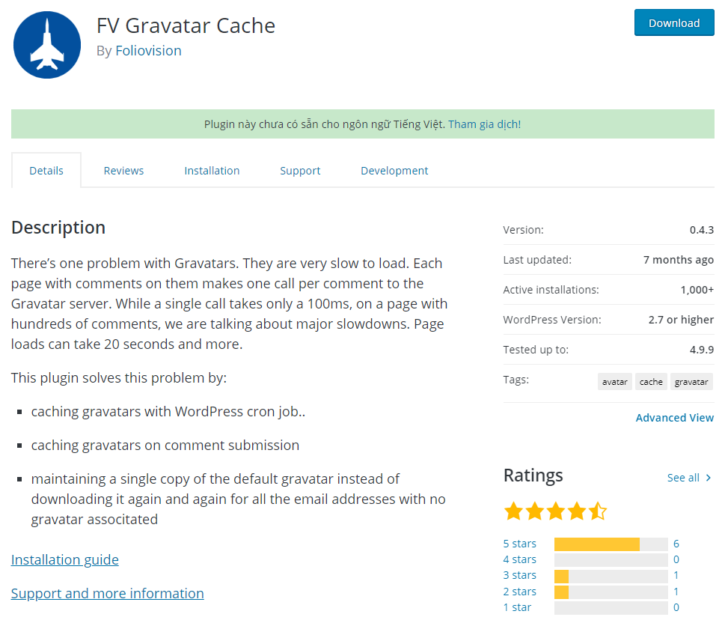 FV Gravatar Cache
By Foliovision
Download
Plugin này chưa có sẵn cho ngôn ngữ Tiếng Việt. Tham gia dịch!
Details
Reviews
Installation
Support
Development
Description
There's one problem with Gravatars. They are very slow to load. Each
page with comments on them makes one call per comment to the
Gravatar server. While a single call takes only a 100ms, on a page with
hundreds of comments, we are talking about major slowdowns. Page
loads can take 20 seconds and more.
This plugin solves this problem by:
caching gravatars with WordPress cron job..
caching gravatars on comment submission
maintaining a single copy of the default gravatar instead of
downloading it again and again for all the email addresses with no
gravatar associtated
Installation guide
Support and more information
Version: 0.4.3
Last updated: 7 months ago
Active installations: 1,000+
WordPress Version: 2.7 or higher
Tested up to: 4.9.9
Tags: avatar cache gravatar
Advanced View
Ratings
See all
5 stars 6
4 stars 0
3 stars 1
2 stars 1
1 star 0